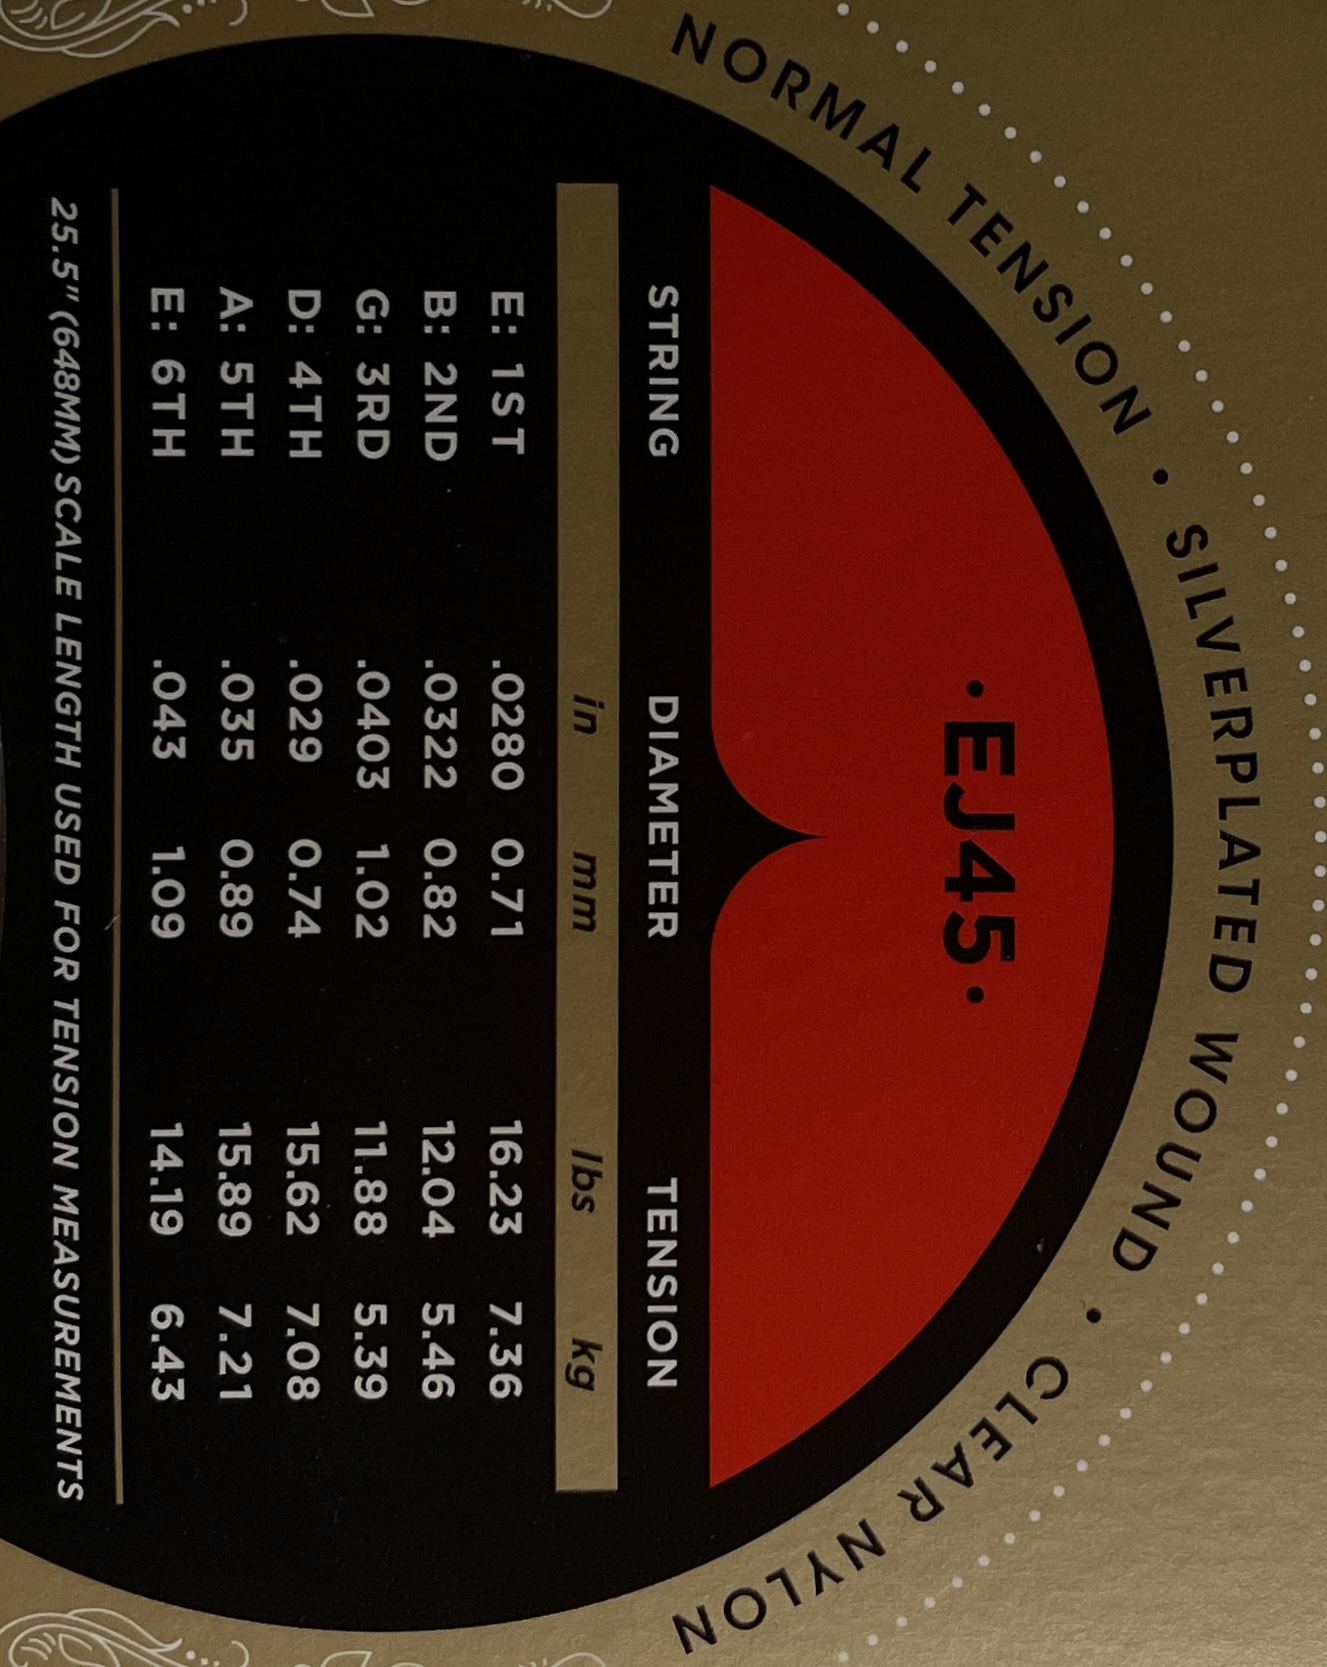 NORMAL TENSION • SILVERPLATED WOUND • CLEAR NYLON
·EJ45·
STRING DIAMETER TENSION
in mm lbs kg
E: 1ST .0280 0.71 16.23 7.36
B: 2ND .0322 0.82 12.04 5.46
G: 3RD .0403 1.02 11.88 5.39
D: 4TH .029 0.74 15.62 7.08
A: 5TH .035 0.89 15.89 7.21
E: 6TH .043 1.09 14.19 6.43
25.5" (648MM) SCALE LENGTH USED FOR TENSION MEASUREMENTS